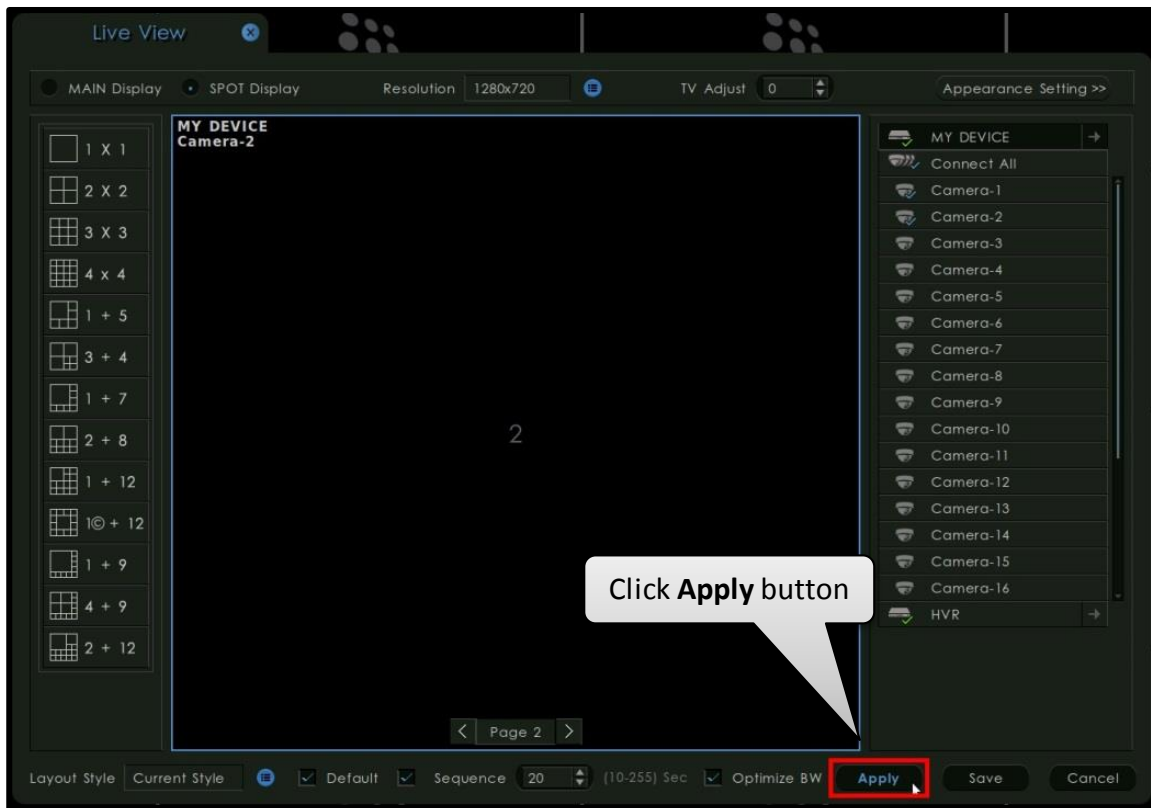 Live View
MAIN Display SPOT Display Resolution 1280x720 TV Adjust 0 Appearance Setting >>
1 X 1
2 X 2
3 X 3
4 x 4
1 + 5
3 + 4
1 + 7
2 + 8
1 + 12
1© + 12
1 + 9
4 + 9
2 + 12
MY DEVICE
Camera-2
2
< Page 2 >
MY DEVICE
Connect All
Camera-1
Camera-2
Camera-3
Camera-4
Camera-5
Camera-6
Camera-7
Camera-8
Camera-9
Camera-10
Camera-11
Camera-12
Camera-13
Camera-14
Camera-15
Camera-16
HVR
Click Apply button
Layout Style Current Style Default Sequence 20 (10-255) Sec Optimize BW Apply Save Cancel